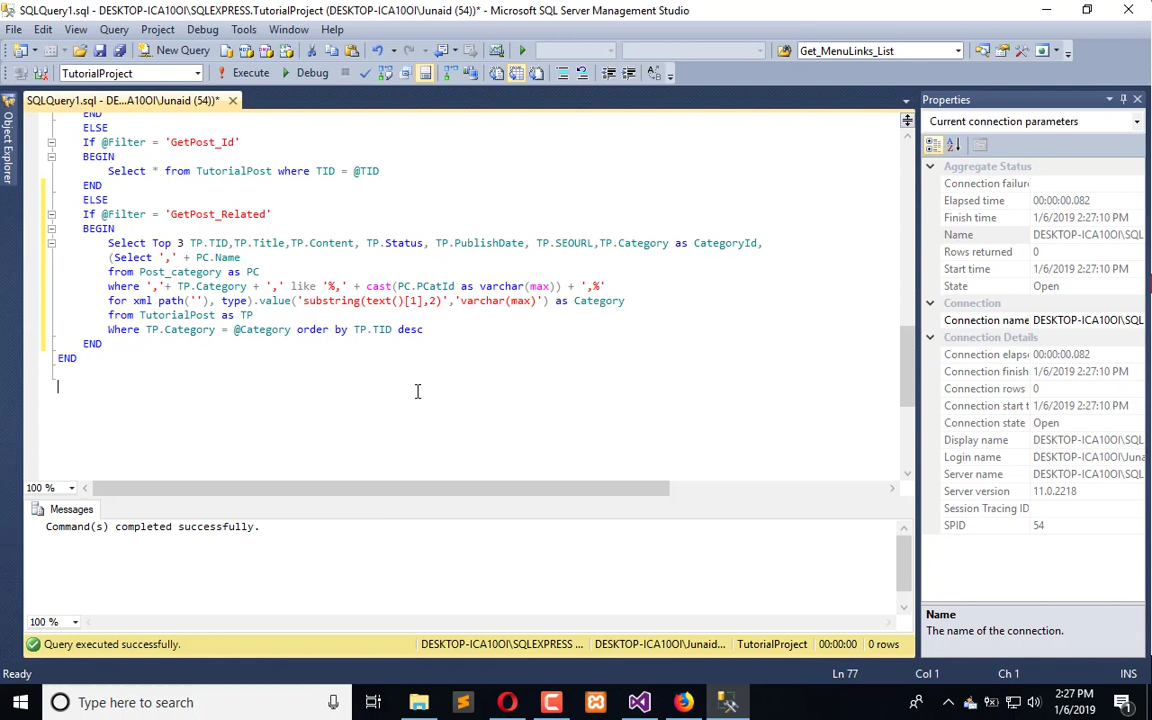 SQLQuery1.sql - DESKTOP-ICA10OI\SQLEXPRESS.TutorialProject (DESKTOP-ICA10OI\Junaid (54))* - Microsoft SQL Server Management Studio
File Edit View Query Project Debug Tools Window Help
New Query Get_MenuLinks_List
TutorialProject Execute Debug
SQLQuery1.sql - DE...A10OI\Junaid (54))*
Object Explorer
END
ELSE
If @Filter = 'GetPost_Id'
BEGIN
Select * from TutorialPost where TID = @TID
END
ELSE
If @Filter = 'GetPost_Related'
BEGIN
Select Top 3 TP.TID,TP.Title,TP.Content, TP.Status, TP.PublishDate, TP.SEOURL,TP.Category as CategoryId,
(Select ',' + PC.Name
from Post_category as PC
where ','+ TP.Category + ',' like '%,' + cast(PC.PCatId as varchar(max)) + ',%'
for xml path(''), type).value('substring(text()[1],2)','varchar(max)') as Category
from TutorialPost as TP
Where TP.Category = @Category order by TP.TID desc
END
END
100 %
Messages
Command(s) completed successfully.
100 %
Query executed successfully. DESKTOP-ICA10OI\SQLEXPRESS ... DESKTOP-ICA10OI\Junaid... TutorialProject 00:00:00 0 rows
Properties
Current connection parameters
Aggregate Status
Connection failure
Elapsed time 00:00:00.082
Finish time 1/6/2019 2:27:10 PM
Name DESKTOP-ICA10OI\SQL
Rows returned 0
Start time 1/6/2019 2:27:10 PM
State Open
Connection
Connection name DESKTOP-ICA10OI\SQL
Connection Details
Connection elaps 00:00:00.082
Connection finish 1/6/2019 2:27:10 PM
Connection rows 0
Connection start t 1/6/2019 2:27:10 PM
Connection state Open
Display name DESKTOP-ICA10OI\SQL
Login name DESKTOP-ICA10OI\Juna
Server name DESKTOP-ICA10OI\SQL
Server version 11.0.2218
Session Tracing ID
SPID 54
Name
The name of the connection.
Ready Ln 77 Col 1 Ch 1 INS
Type here to search
2:27 PM
1/6/2019
1